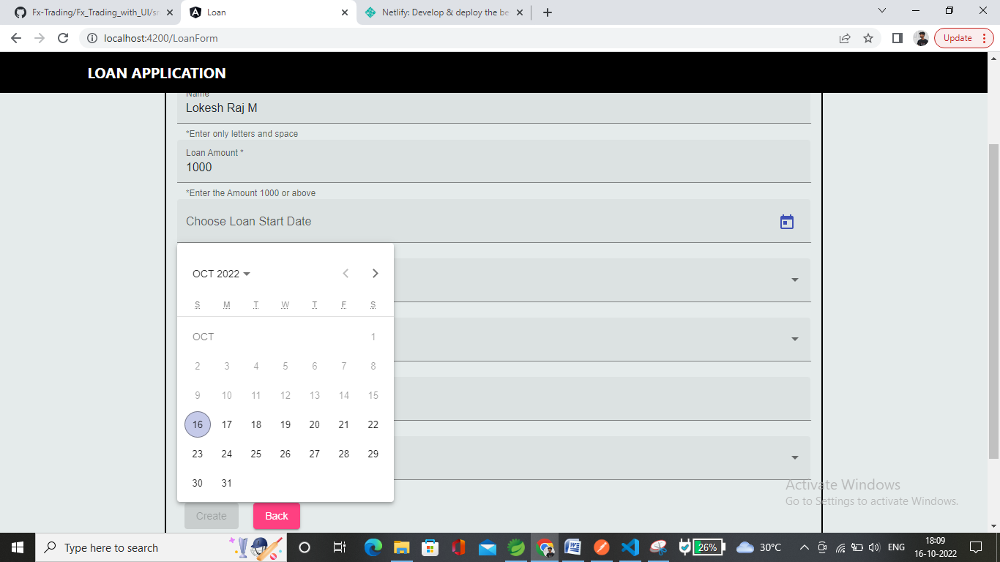 Fx-Trading/Fx_Trading_with_UI/sr
Loan
Netlify: Develop & deploy the be
localhost:4200/LoanForm
Update
LOAN APPLICATION
Name
Lokesh Raj M
*Enter only letters and space
Loan Amount *
1000
*Enter the Amount 1000 or above
Choose Loan Start Date
OCT 2022
S M T W T F S
OCT 1
2 3 4 5 6 7 8
9 10 11 12 13 14 15
16 17 18 19 20 21 22
23 24 25 26 27 28 29
30 31
Create Back
Activate Windows
Go to Settings to activate Windows.
Type here to search
26%
30°C
ENG
18:09
16-10-2022